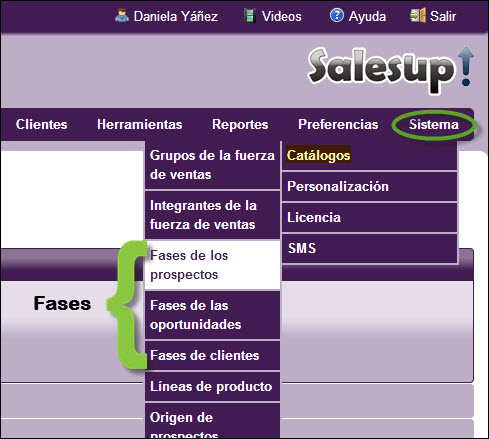 Daniela Yáñez
Videos
Ayuda
Salir
Salesup!
Clientes
Herramientas
Reportes
Preferencias
Sistema
Grupos de la fuerza
de ventas
Integrantes de la
fuerza de ventas
Fases de los
prospectos
Fases de las
oportunidades
Fases de clientes
Líneas de producto
Origen de
prospectos
Catálogos
Personalización
Licencia
SMS
Fases